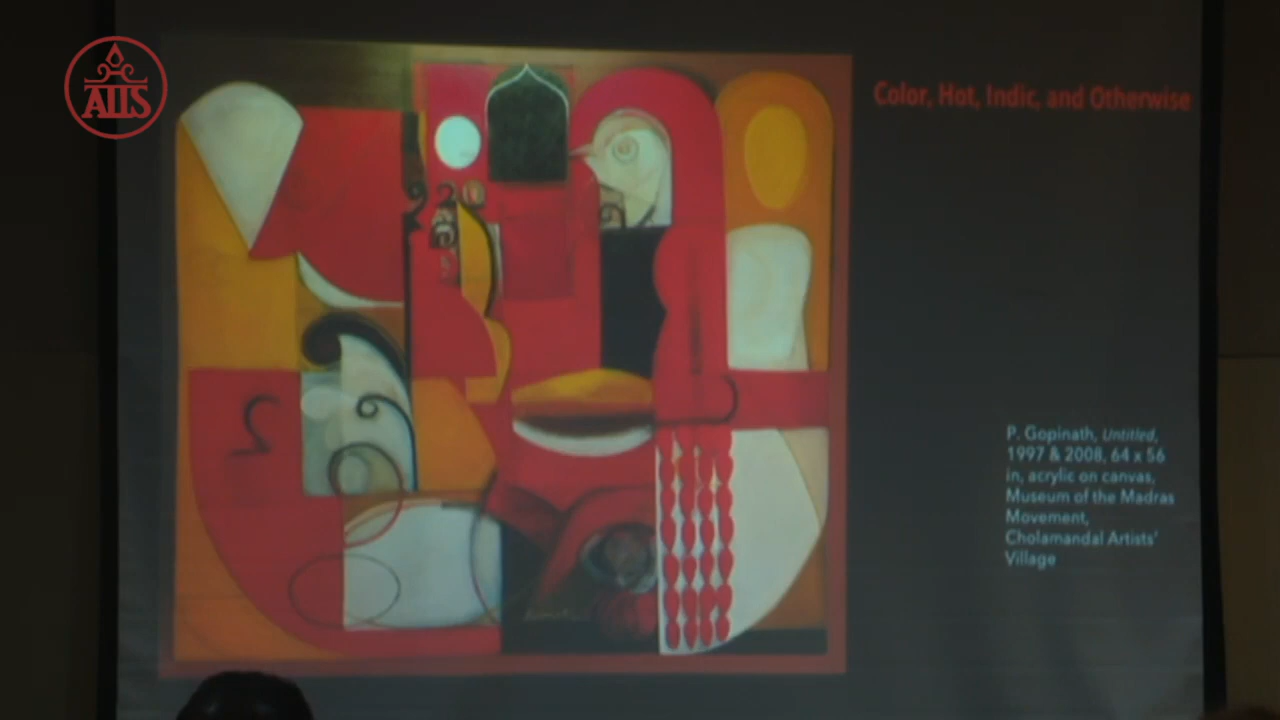 AIIS
Color, Hot, Indic, and Otherwise
P. Gopinath, Untitled,
1997 & 2008, 64 x 56
in, acrylic on canvas,
Museum of the Madras
Movement,
Cholamandal Artists'
Village